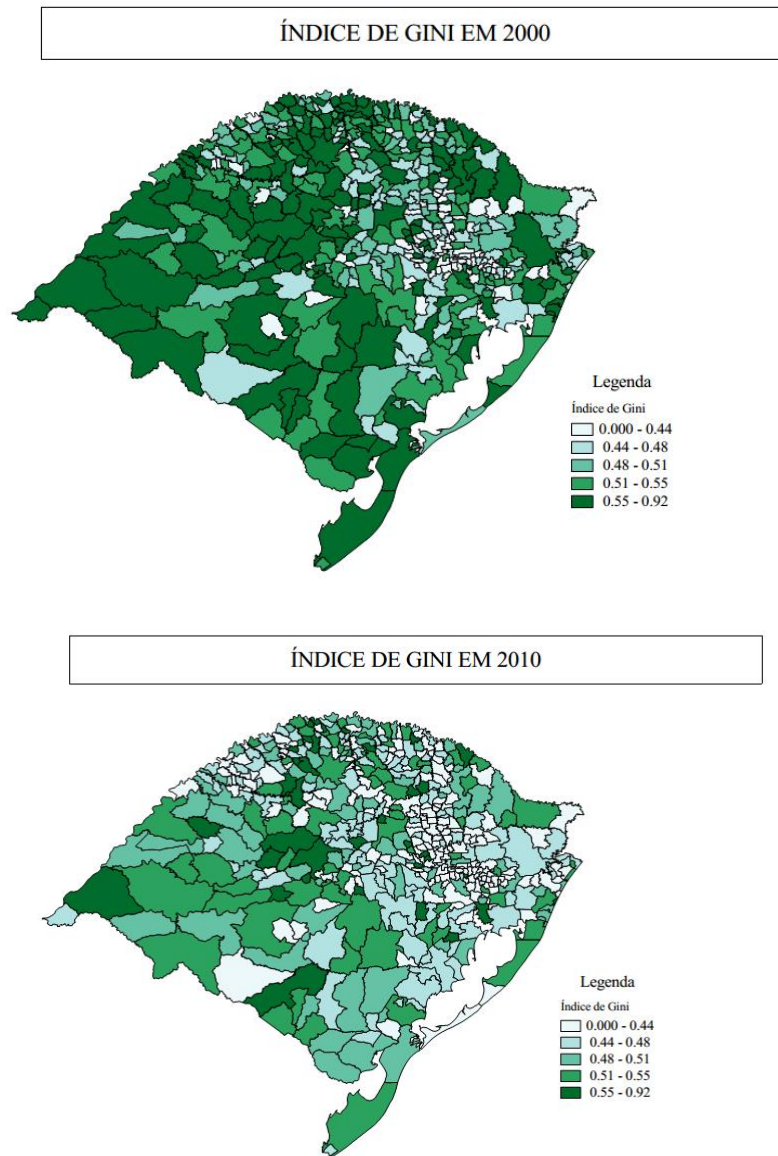 ÍNDICE DE GINI EM 2000
Legenda
Índice de Gini
0.000 - 0.44
0.44 - 0.48
0.48 - 0.51
0.51 - 0.55
0.55 - 0.92
ÍNDICE DE GINI EM 2010
Legenda
Índice de Gini
0.000 - 0.44
0.44 - 0.48
0.48 - 0.51
0.51 - 0.55
0.55 - 0.92